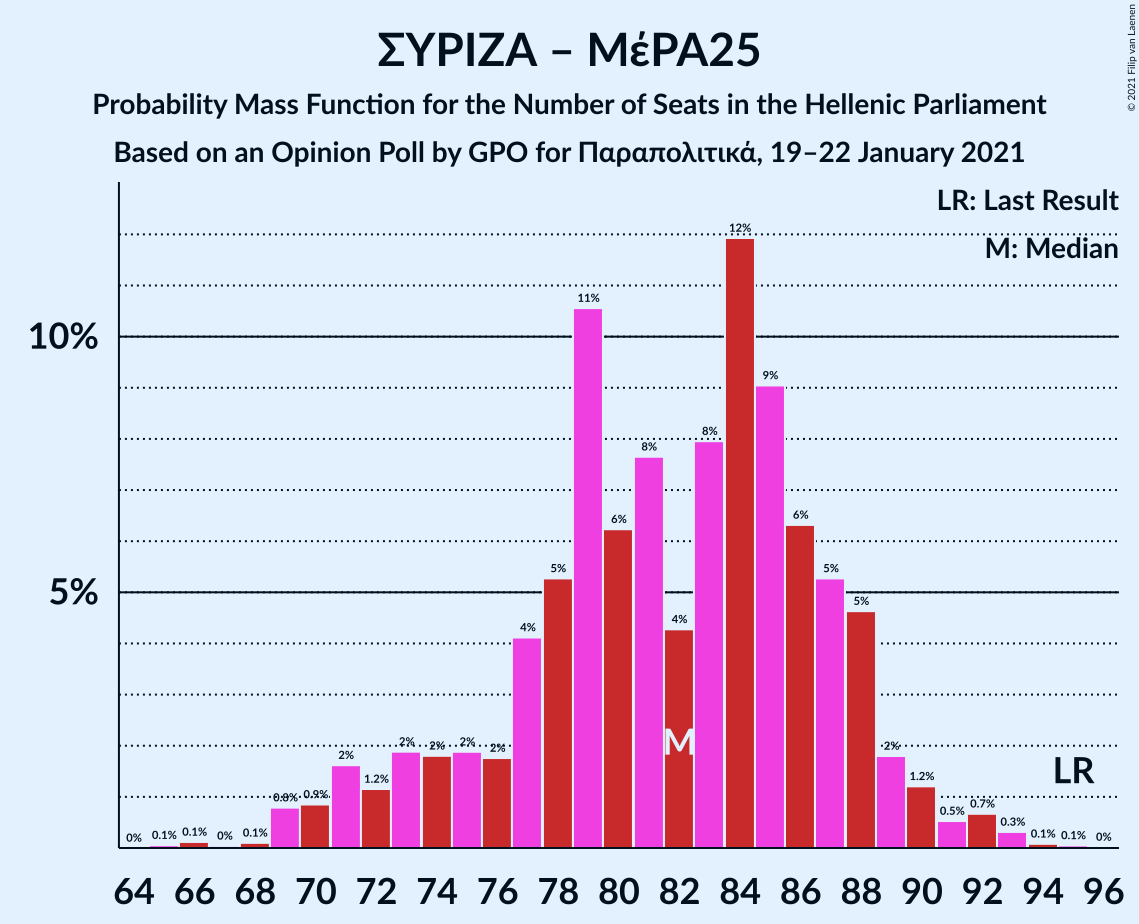 ΣΥΡΙΖΑ – ΜέΡΑ25
Probability Mass Function for the Number of Seats in the Hellenic Parliament
Based on an Opinion Poll by GPO for Παραπολιτικά, 19–22 January 2021
© 2021 Filip van Laenen
LR: Last Result
M: Median
10%
5%
0% 0.1% 0.1% 0% 0.1% 0.8% 0.9% 2% 1.2% 2% 2% 2% 2% 4% 5% 11% 6% 8% 4% 8% 12% 9% 6% 5% 5% 2% 1.2% 0.5% 0.7% 0.3% 0.1% 0.1% 0%
M
LR
64 66 68 70 72 74 76 78 80 82 84 86 88 90 92 94 96